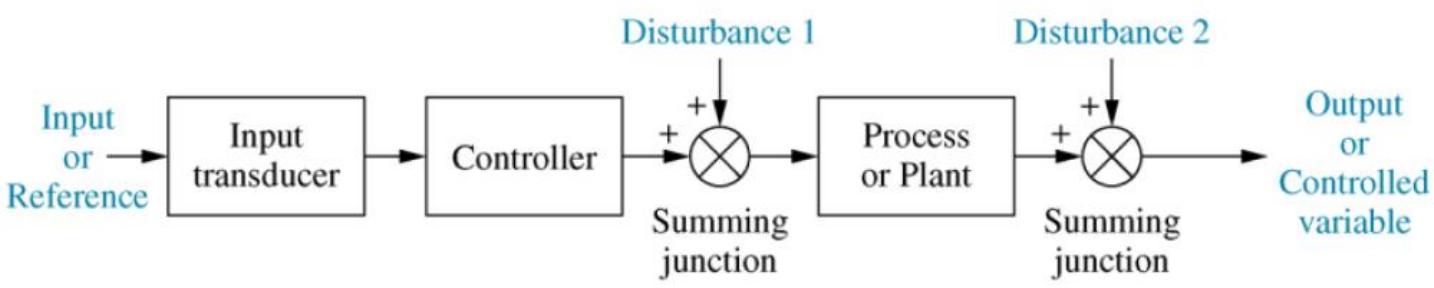 Disturbance 1
Disturbance 2
Input
or
Reference
Input
transducer
Controller
+
+
Summing
junction
Process
or Plant
+
+
Summing
junction
Output
or
Controlled
variable